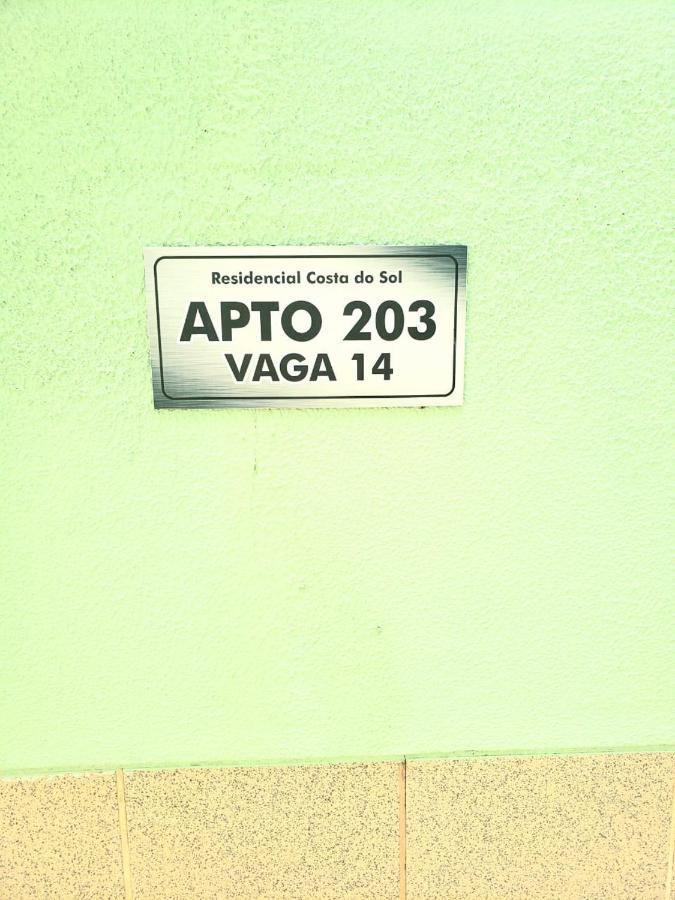 Residencial Costa do Sol
APTO 203
VAGA 14